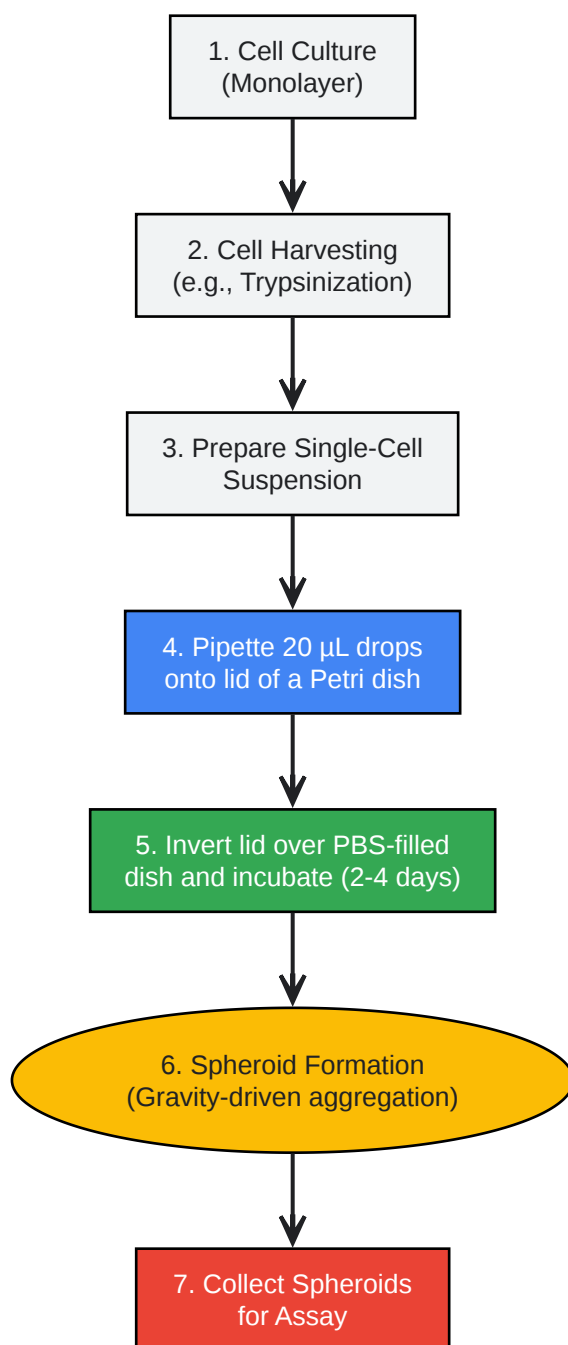 1. Cell Culture
(Monolayer)
2. Cell Harvesting
(e.g., Trypsinization)
3. Prepare Single-Cell
Suspension
4. Pipette 20 µL drops
onto lid of a Petri dish
5. Invert lid over PBS-filled
dish and incubate (2-4 days)
6. Spheroid Formation
(Gravity-driven aggregation)
7. Collect Spheroids
for Assay